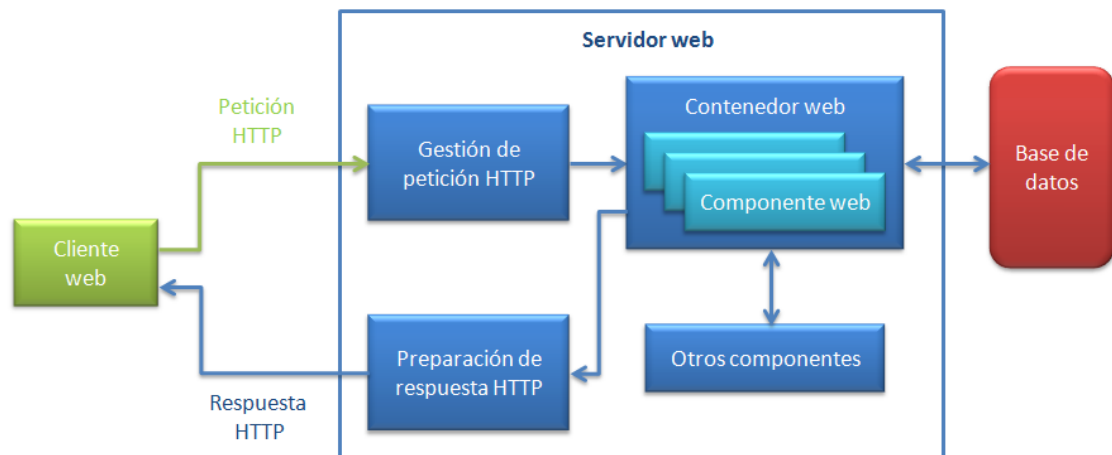 Servidor web
Petición
HTTP
Gestión de
petición HTTP
Contenedor web
Componente web
Base de
datos
Cliente
web
Preparación de
respuesta HTTP
Otros componentes
Respuesta
HTTP